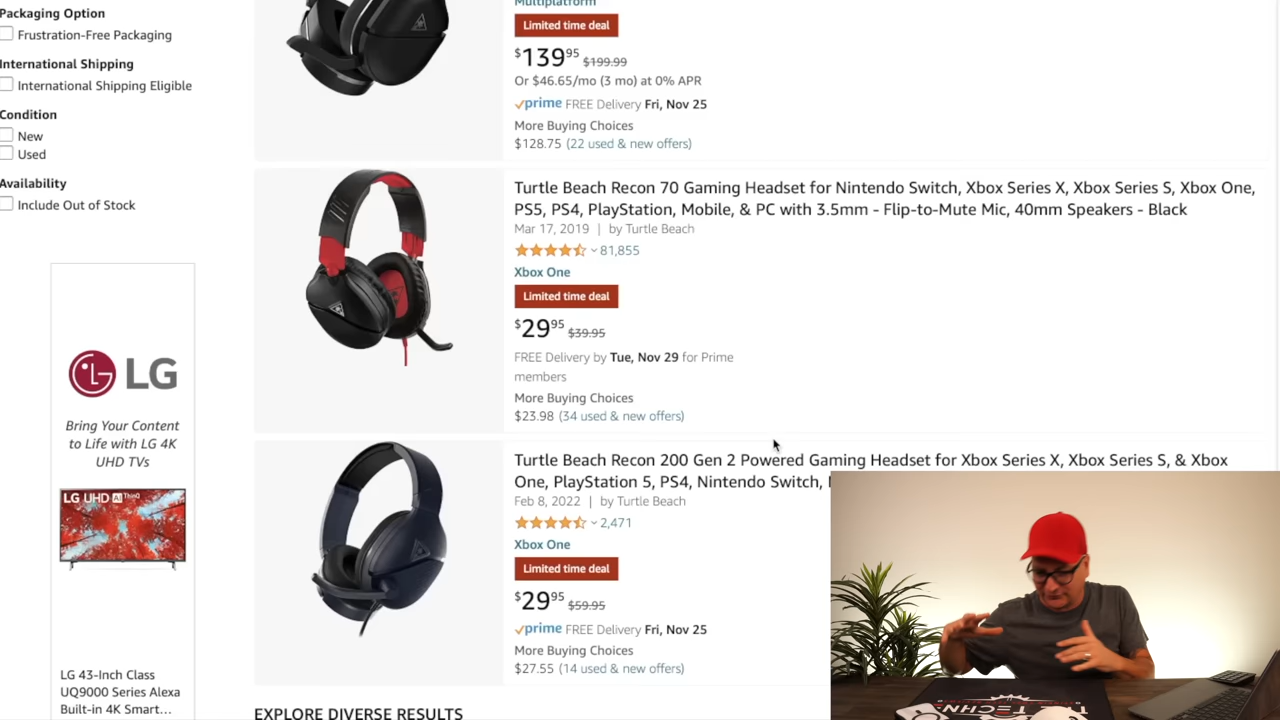 Packaging Option
Frustration-Free Packaging
International Shipping
International Shipping Eligible
Condition
New
Used
Availability
Include Out of Stock
LG
Bring Your Content
to Life with LG 4K
UHD TVs
LG UHD AI ThinQ
LG 43-Inch Class
UQ9000 Series Alexa
Built-in 4K Smart...
Multiplatform
Limited time deal
$139.95 $199.99
Or $46.65/mo (3 mo) at 0% APR
prime FREE Delivery Fri, Nov 25
More Buying Choices
$128.75 (22 used & new offers)
Turtle Beach Recon 70 Gaming Headset for Nintendo Switch, Xbox Series X, Xbox Series S, Xbox One,
PS5, PS4, PlayStation, Mobile, & PC with 3.5mm - Flip-to-Mute Mic, 40mm Speakers - Black
Mar 17, 2019 | by Turtle Beach
81,855
Xbox One
Limited time deal
$29.95 $39.95
FREE Delivery by Tue, Nov 29 for Prime
members
More Buying Choices
$23.98 (34 used & new offers)
Turtle Beach Recon 200 Gen 2 Powered Gaming Headset for Xbox Series X, Xbox Series S, & Xbox
One, PlayStation 5, PS4, Nintendo Switch,
Feb 8, 2022 | by Turtle Beach
2,471
Xbox One
Limited time deal
$29.95 $59.95
prime FREE Delivery Fri, Nov 25
More Buying Choices
$27.55 (14 used & new offers)
EXPLORE DIVERSE RESULTS